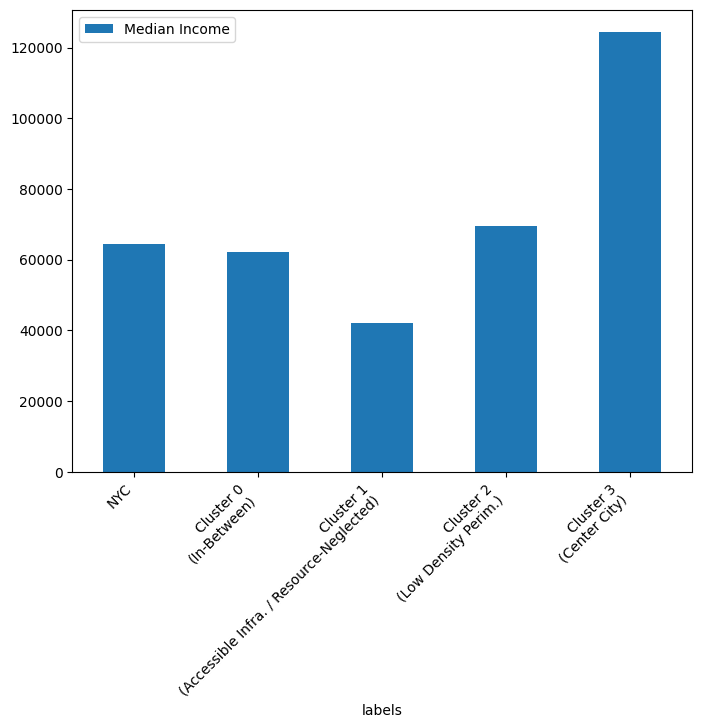 Median Income
120000
100000
80000
60000
40000
20000
0
NYC
Cluster 0
(In-Between)
Cluster 1
(Accessible Infra. / Resource-Neglected)
Cluster 2
(Low Density Perim.)
Cluster 3
(Center City)
labels